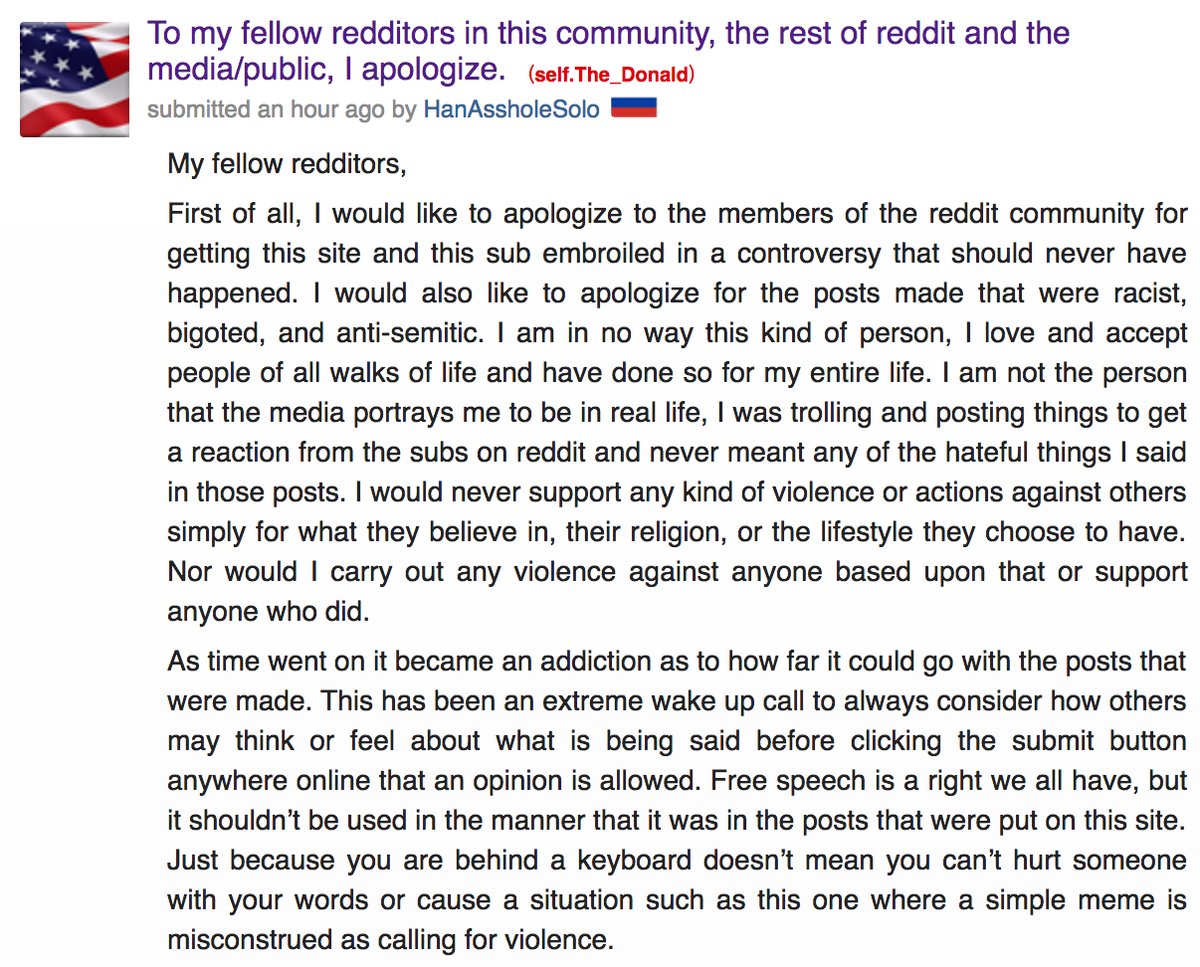 To my fellow redditors in this community, the rest of reddit and the
media/public, I apologize. (self.The_Donald)
submitted an hour ago by HanAssholeSolo
My fellow redditors,
First of all, I would like to apologize to the members of the reddit community for
getting this site and this sub embroiled in a controversy that should never have
happened. I would also like to apologize for the posts made that were racist,
bigoted, and anti-semitic. I am in no way this kind of person, I love and accept
people of all walks of life and have done so for my entire life. I am not the person
that the media portrays me to be in real life, I was trolling and posting things to get
a reaction from the subs on reddit and never meant any of the hateful things I said
in those posts. I would never support any kind of violence or actions against others
simply for what they believe in, their religion, or the lifestyle they choose to have.
Nor would I carry out any violence against anyone based upon that or support
anyone who did.
As time went on it became an addiction as to how far it could go with the posts that
were made. This has been an extreme wake up call to always consider how others
may think or feel about what is being said before clicking the submit button
anywhere online that an opinion is allowed. Free speech is a right we all have, but
it shouldn’t be used in the manner that it was in the posts that were put on this site.
Just because you are behind a keyboard doesn’t mean you can’t hurt someone
with your words or cause a situation such as this one where a simple meme is
misconstrued as calling for violence.